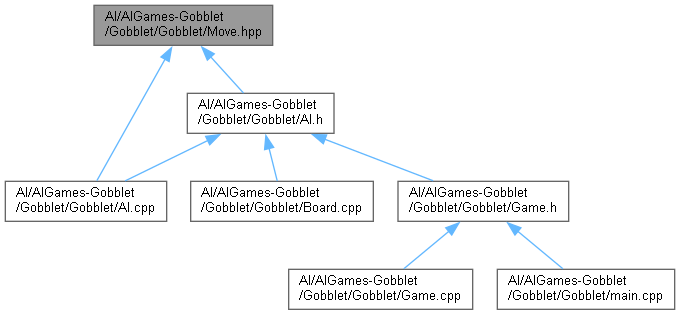 AI/AIGames-Gobblet
/Gobblet/Gobblet/Move.hpp
AI/AIGames-Gobblet
/Gobblet/Gobblet/AI.h
AI/AIGames-Gobblet
/Gobblet/Gobblet/AI.cpp
AI/AIGames-Gobblet
/Gobblet/Gobblet/Board.cpp
AI/AIGames-Gobblet
/Gobblet/Gobblet/Game.h
AI/AIGames-Gobblet
/Gobblet/Gobblet/Game.cpp
AI/AIGames-Gobblet
/Gobblet/Gobblet/main.cpp